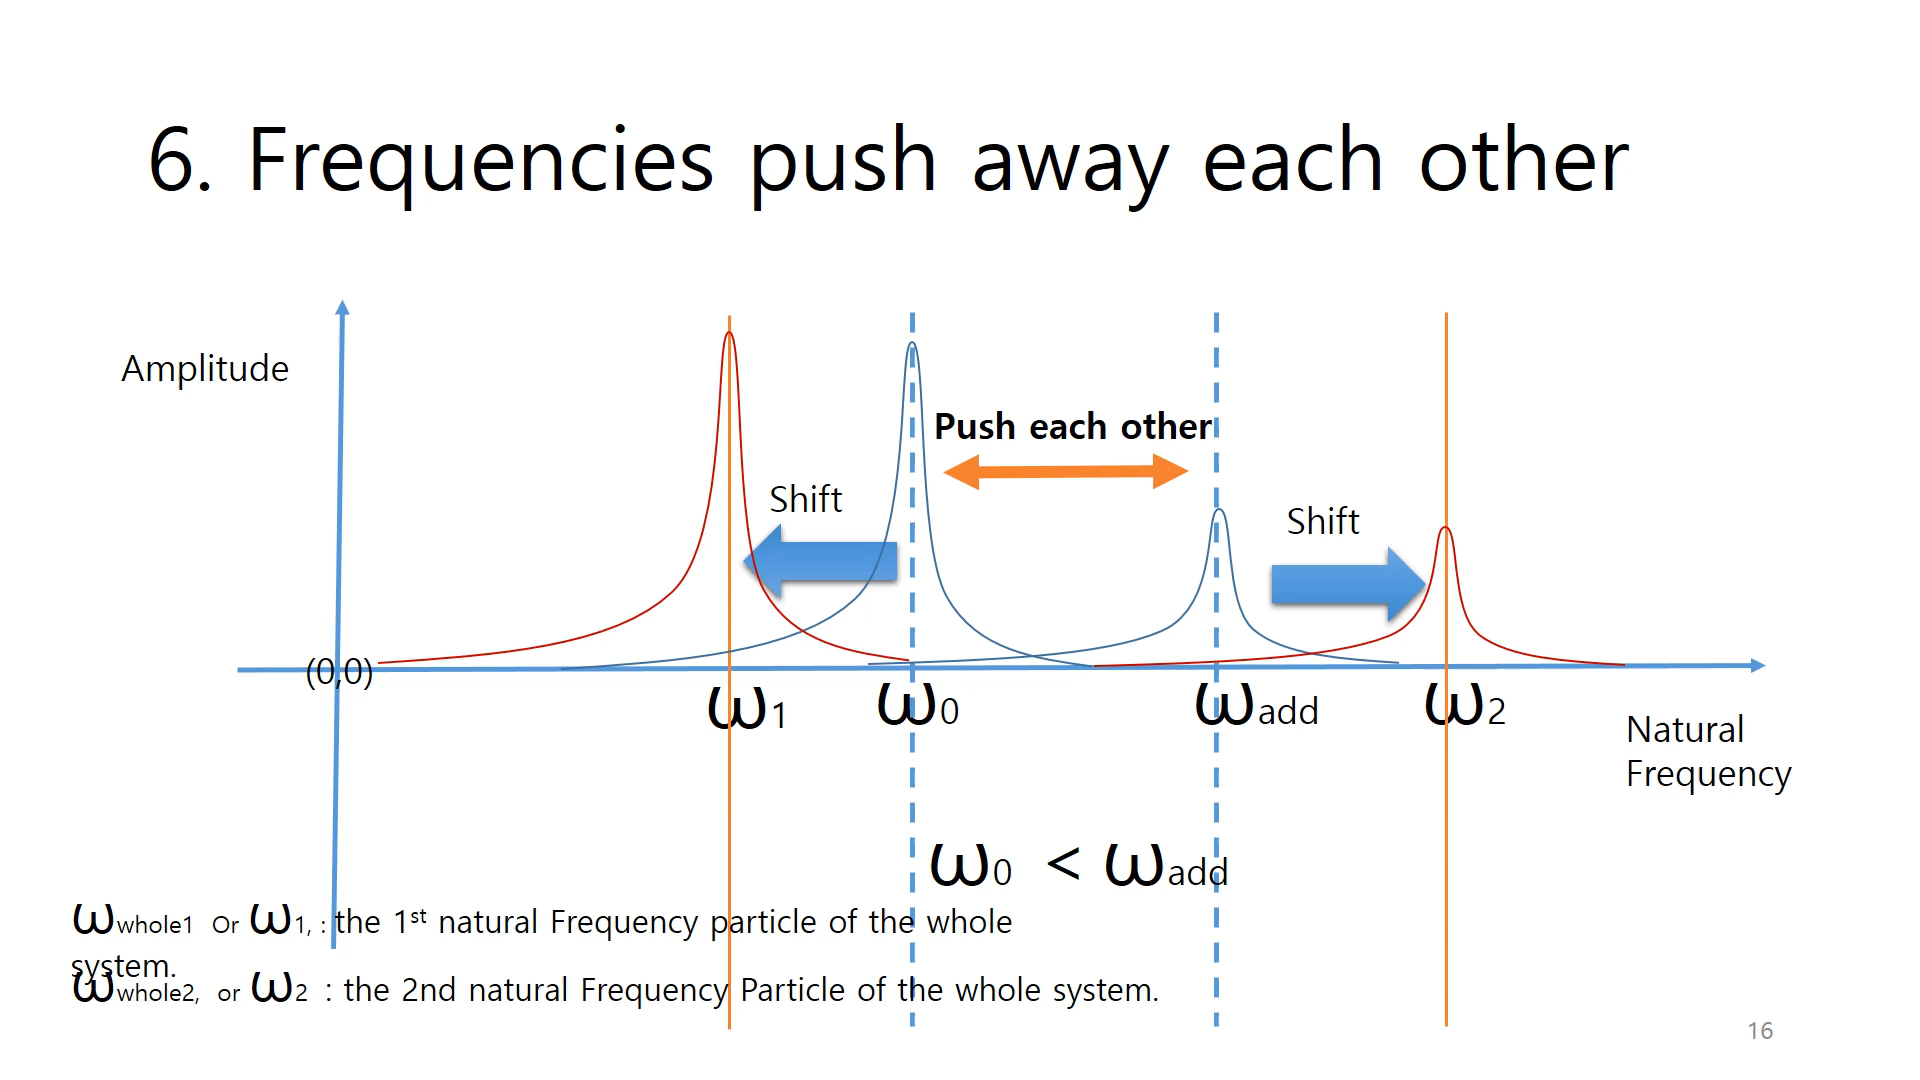 6. Frequencies push away each other
Amplitude
Push each other
Shift
Shift
(0,0)
ω1
ω0
ωadd
ω2
Natural
Frequency
ω0 < ωadd
ωwhole1 Or ω1, : the 1st natural Frequency particle of the whole
system.
ωwhole2, or ω2 : the 2nd natural Frequency Particle of the whole system.
16